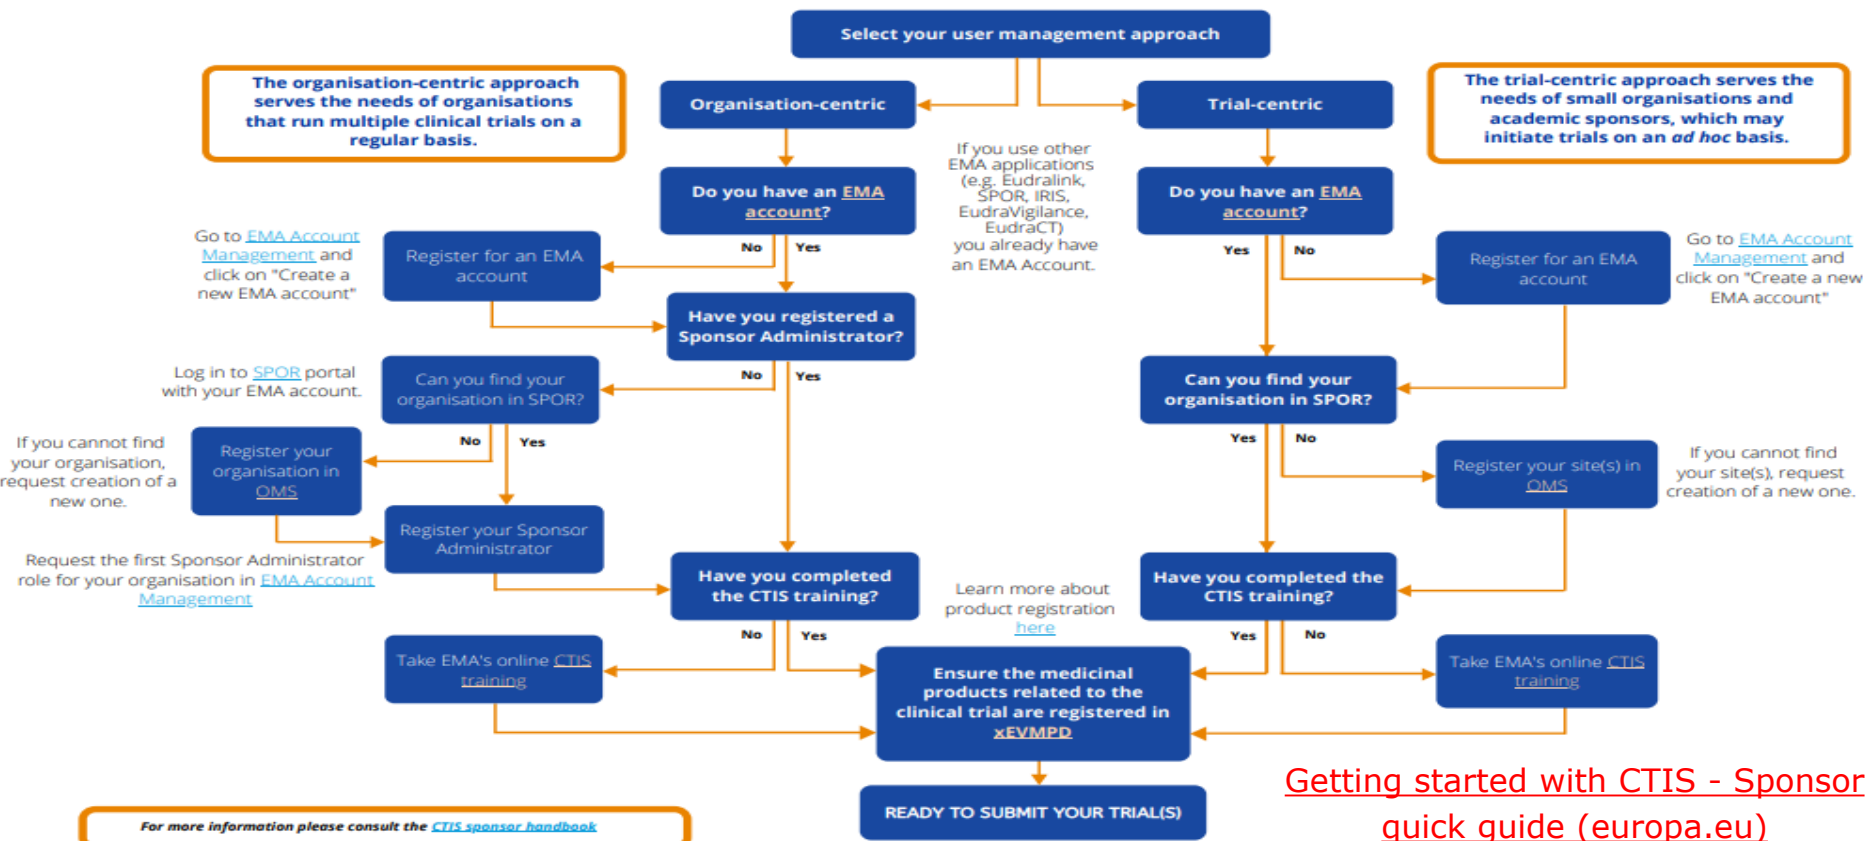 Select your user management approach
The organisation-centric approach
serves the needs of organisations
that run multiple clinical trials on a
regular basis.
Organisation-centric
Trial-centric
The trial-centric approach serves the
needs of small organisations and
academic sponsors, which may
initiate trials on an ad hoc basis.
If you use other
EMA applications
(e.g. Eudralink,
SPOR, IRIS,
EudraVigilance,
EudraCT)
you already have
an EMA Account.
Do you have an EMA
account?
No
Yes
Do you have an EMA
account?
Yes
No
Go to EMA Account
Management and
click on "Create a
new EMA account"
Register for an EMA
account
Register for an EMA
account
Go to EMA Account
Management and
click on "Create a new
EMA account"
Have you registered a
Sponsor Administrator?
No
Yes
Log in to SPOR portal
with your EMA account.
Can you find your
organisation in SPOR?
No
Yes
Can you find your
organisation in SPOR?
Yes
No
If you cannot find
your organisation,
request creation of a
new one.
Register your
organisation in
OMS
Register your site(s) in
OMS
If you cannot find
your site(s), request
creation of a new one.
Register your Sponsor
Administrator
Request the first Sponsor Administrator
role for your organisation in EMA Account
Management
Have you completed
the CTIS training?
No
Yes
Learn more about
product registration
here
Have you completed the
CTIS training?
Yes
No
Take EMA's online CTIS
training
Ensure the medicinal
products related to the
clinical trial are registered in
xEVMPD
Take EMA's online CTIS
training
READY TO SUBMIT YOUR TRIAL(S)
For more information please consult the CTIS sponsor handbook
Getting started with CTIS - Sponsor
quick guide (europa.eu)